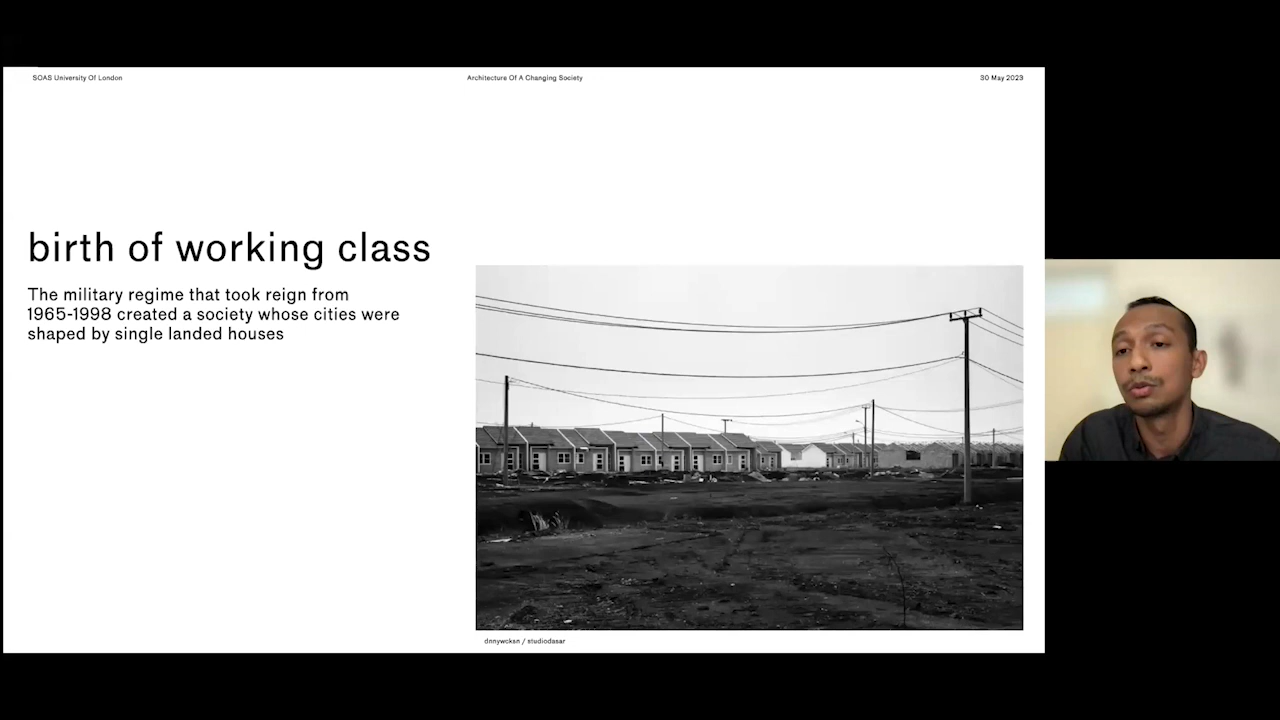 SOAS University Of London
Architecture Of A Changing Society
30 May 2023
birth of working class
The military regime that took reign from
1965-1998 created a society whose cities were
shaped by single landed houses
dnnywcksn / studiodasar